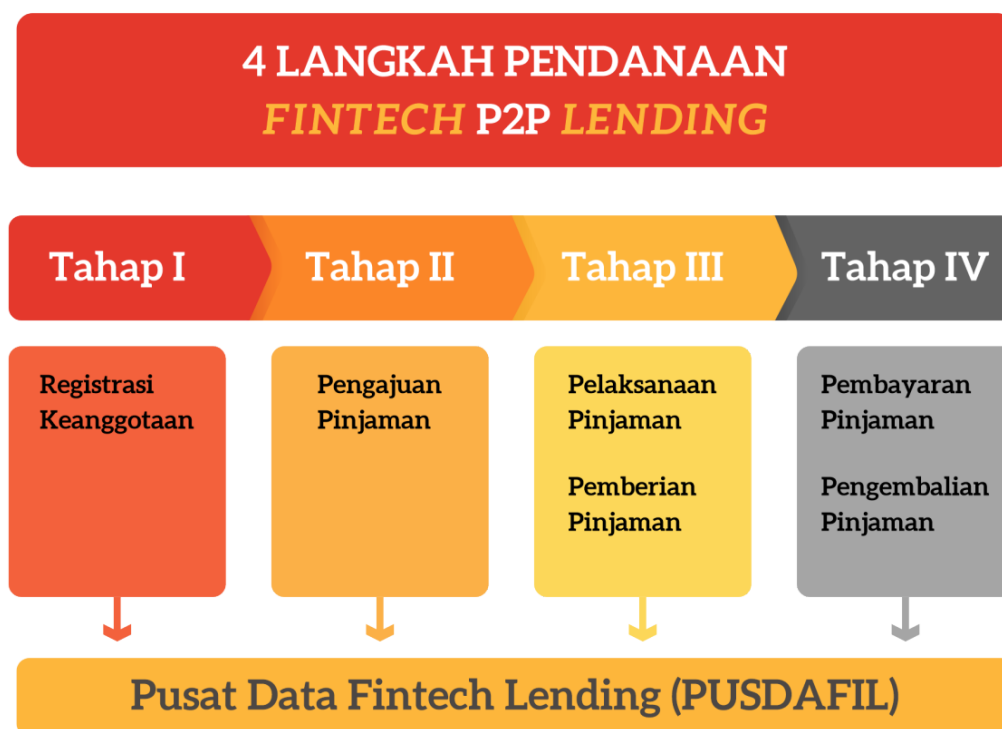 4 LANGKAH PENDANAAN
FINTECH P2P LENDING
Tahap I
Tahap II
Tahap III
Tahap IV
Registrasi
Keanggotaan
Pengajuan
Pinjaman
Pelaksanaan
Pinjaman
Pemberian
Pinjaman
Pembayaran
Pinjaman
Pengembalian
Pinjaman
Pusat Data Fintech Lending (PUSDAFIL)